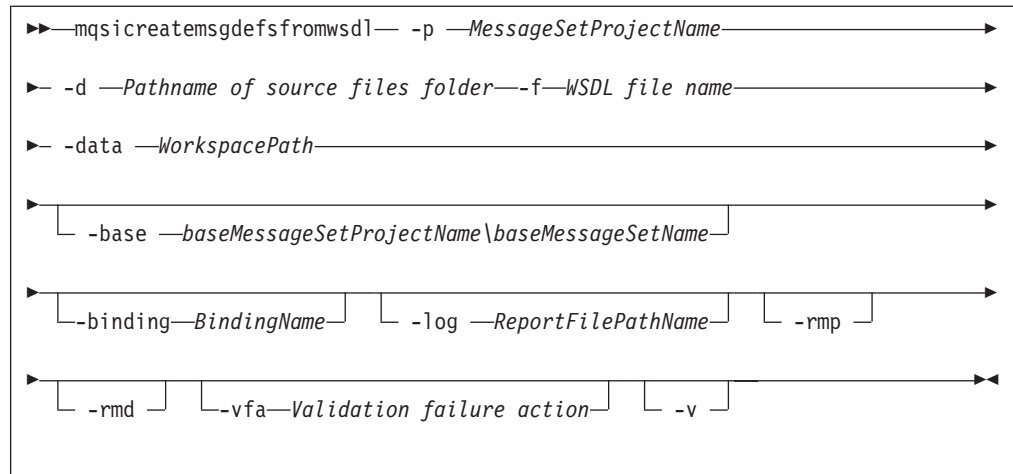 mqsicreatemsgdefsfromwsdl -p MessageSetProjectName
-d Pathname of source files folder -f WSDL file name
-data WorkspacePath
-base baseMessageSetProjectName\baseMessageSetName
-binding BindingName -log ReportFilePathName -rmp
-rmd -vfa Validation failure action -v